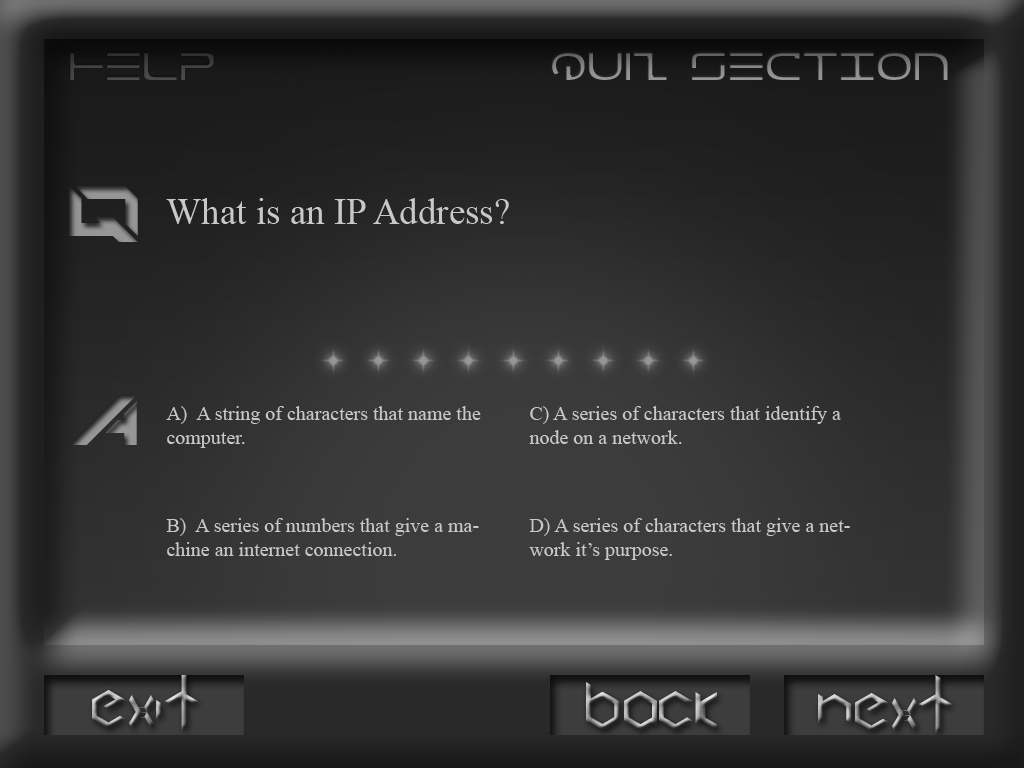 HELP
QUIZ SECTION
Q
What is an IP Address?
A
A) A string of characters that name the
computer.
B) A series of numbers that give a ma-
chine an internet connection.
C) A series of characters that identify a
node on a network.
D) A series of characters that give a net-
work it’s purpose.
exit
back
next